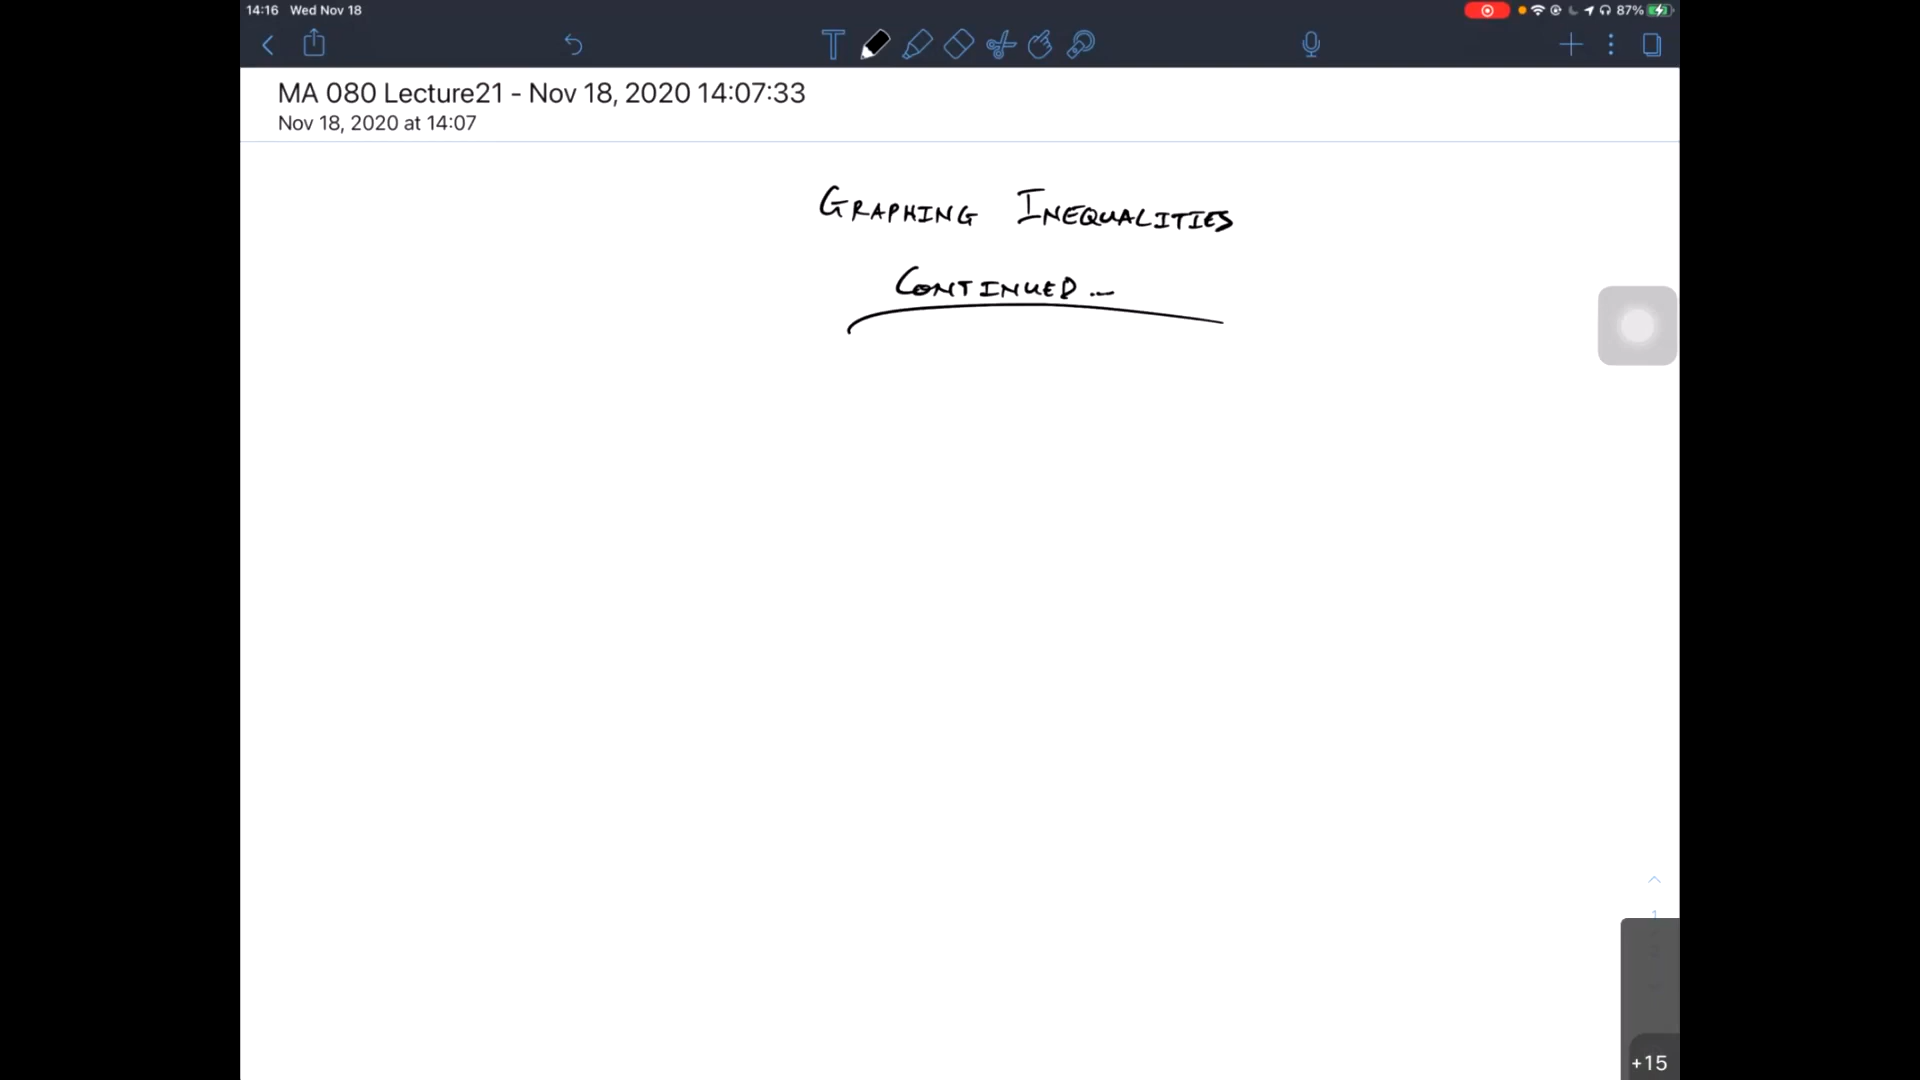 14:16 Wed Nov 18 87%
MA 080 Lecture21 - Nov 18, 2020 14:07:33
Nov 18, 2020 at 14:07
GRAPHING INEQUALITIES
CONTINUED...
1
+15